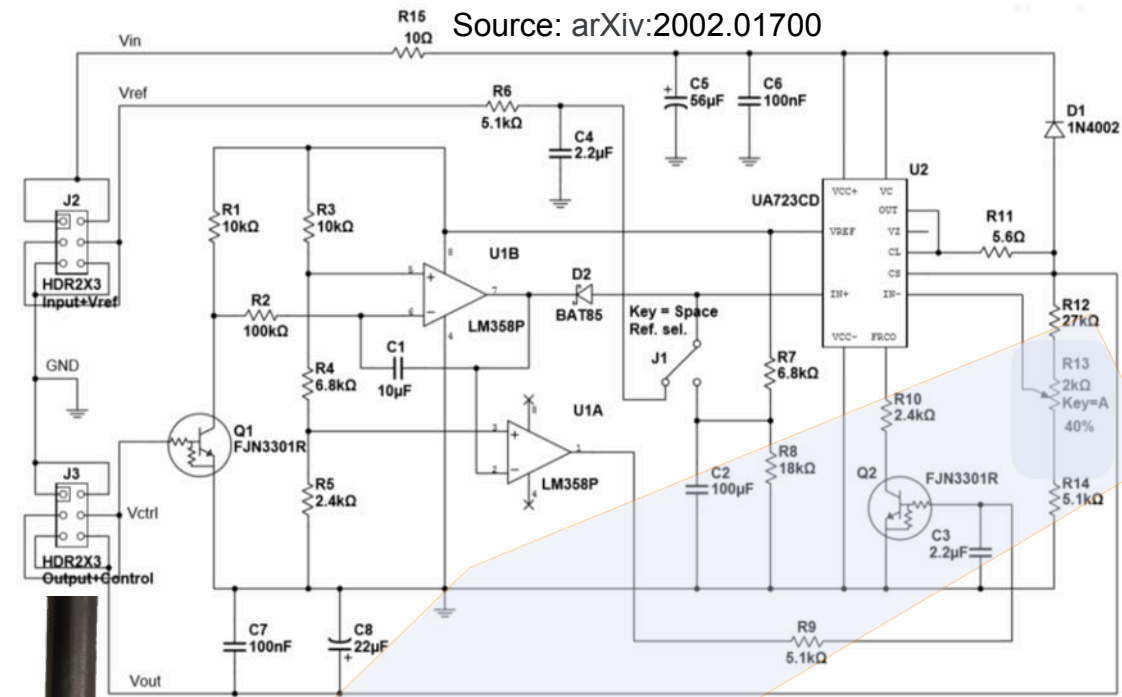 Source: arXiv:2002.01700
R15
10Ω
Vin
Vref
R6
5.1kΩ
C4
2.2µF
C5
56µF
C6
100nF
D1
1N4002
J2
HDR2X3
Input+Vref
R1
10kΩ
R3
10kΩ
R2
100kΩ
U1B
8
5
6
7
4
LM358P
C1
10µF
R4
6.8kΩ
D2
BAT85
Key = Space
Ref. sel.
J1
UA723CD
U2
VCC+
VC
OUT
VREF
VZ
CL
CS
IN+
IN-
VCC-
FRCO
R11
5.6Ω
R12
27kΩ
R13
2kΩ
Key=A
40%
R14
5.1kΩ
GND
Q1
FJN3301R
U1A
8
3
2
1
4
LM358P
R5
2.4kΩ
R7
6.8kΩ
R8
18kΩ
C2
100µF
R10
2.4kΩ
Q2
FJN3301R
C3
2.2µF
J3
Vctrl
HDR2X3
Output+Control
C7
100nF
C8
22µF
+
R9
5.1kΩ
Vout